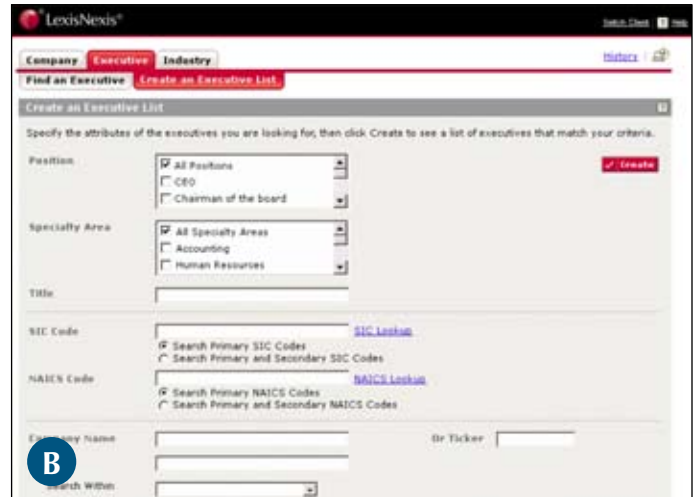 LexisNexis®
Switch Client ? Help
Company Executive Industry
History
Find an Executive Create an Executive List
Create an Executive List
Specify the attributes of the executives you are looking for, then click Create to see a list of executives that match your criteria.
Position
All Positions
CEO
Chairman of the board
Create
Specialty Area
All Specialty Areas
Accounting
Human Resources
Title
SIC Code
SIC Lookup
Search Primary SIC Codes
Search Primary and Secondary SIC Codes
NAICS Code
NAICS Lookup
Search Primary NAICS Codes
Search Primary and Secondary NAICS Codes
Company Name
Or Ticker
B
Search Within